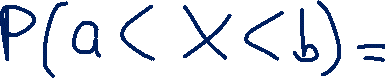 P(a < X < b) =